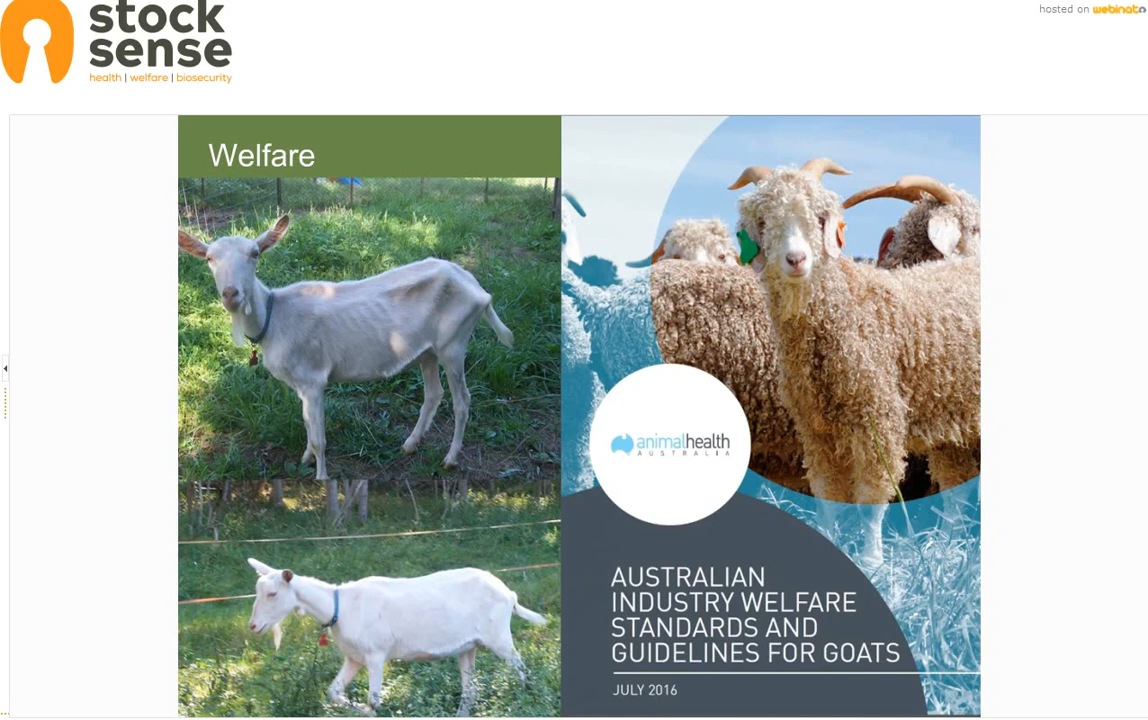 stock
sense
health | welfare | biosecurity
hosted on webinato
Welfare
animalhealth
AUSTRALIA
AUSTRALIAN
INDUSTRY WELFARE
STANDARDS AND
GUIDELINES FOR GOATS
JULY 2016